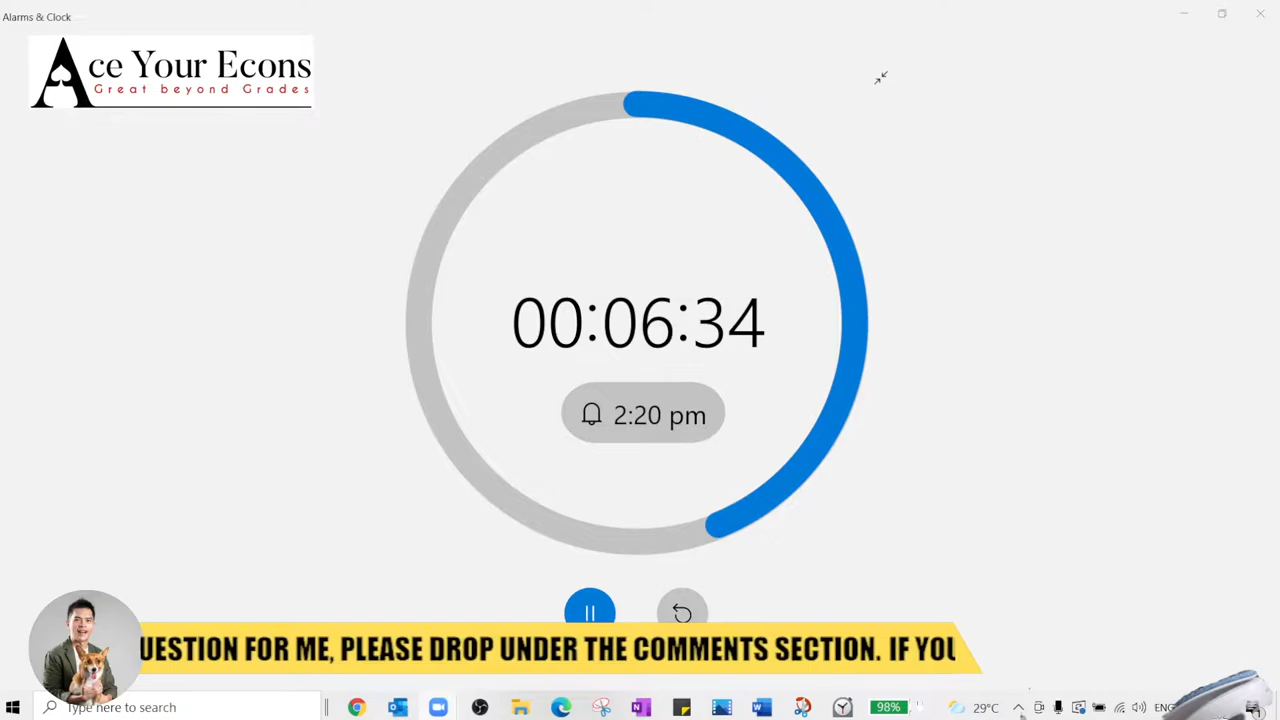 Alarms & Clock
Ace Your Econs
Great beyond Grades
00:06:34
2:20 pm
UESTION FOR ME, PLEASE DROP UNDER THE COMMENTS SECTION. IF YOU
Type here to search
98%
29°C
ENG